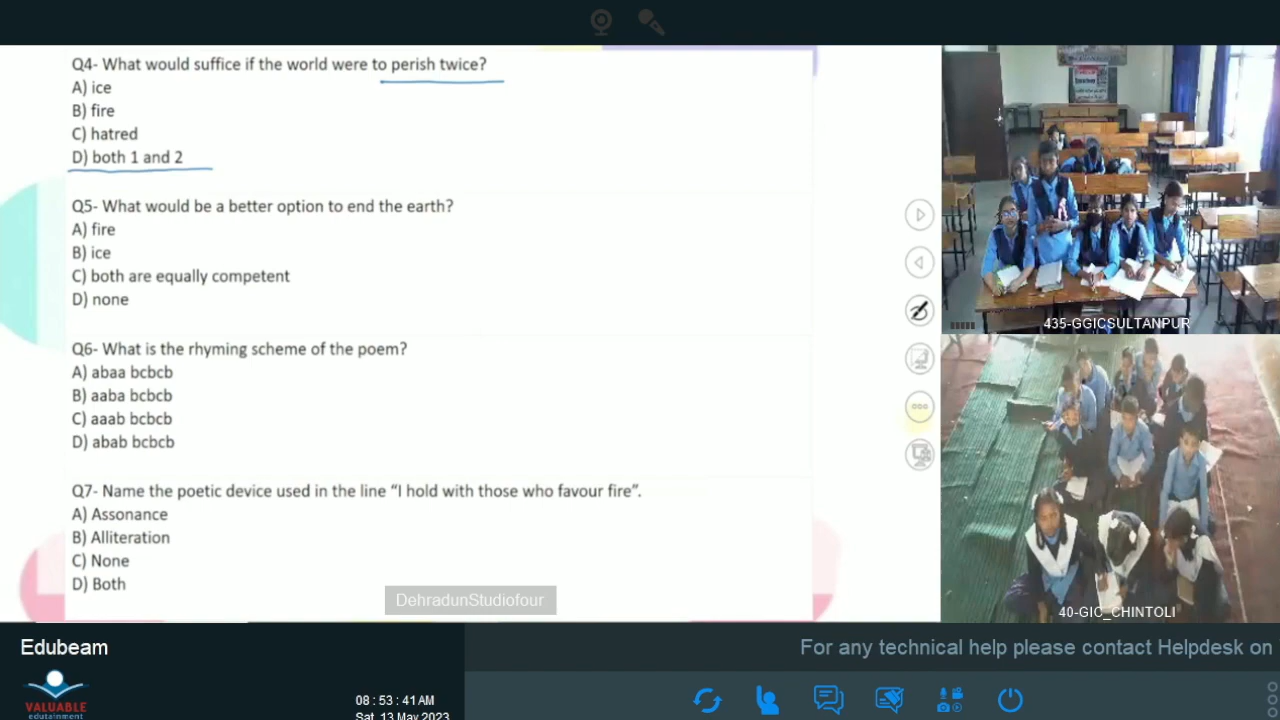 Q4- What would suffice if the world were to perish twice?
A) ice
B) fire
C) hatred
D) both 1 and 2
Q5- What would be a better option to end the earth?
A) fire
B) ice
C) both are equally competent
D) none
Q6- What is the rhyming scheme of the poem?
A) abaa bcbcb
B) aaba bcbcb
C) aaab bcbcb
D) abab bcbcb
Q7- Name the poetic device used in the line “I hold with those who favour fire”.
A) Assonance
B) Alliteration
C) None
D) Both
DehradunStudiofour
435-GGICSULTANPUR
40-GIC_CHINTOLI
Edubeam
For any technical help please contact Helpdesk on
VALUABLE
edutainment
08:53:41AM
Sat, 13 May 2023